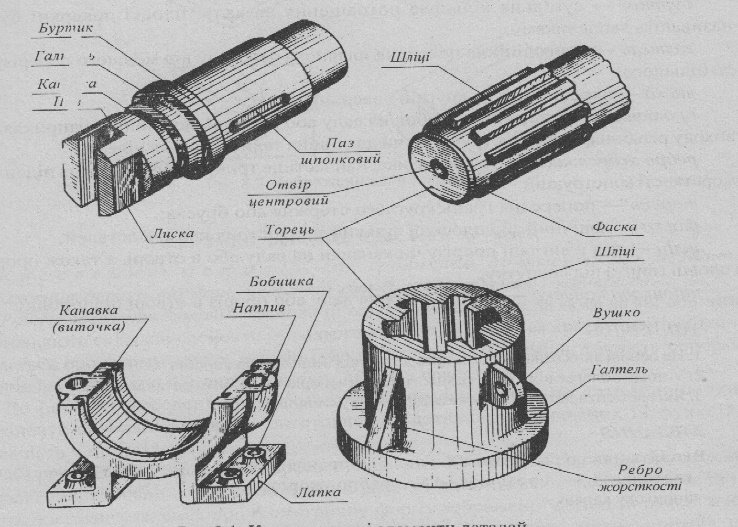 Буртик
Шліці
Паз
шпонковий
Отвір
центровий
Лиска
Торець
Фаска
Шліці
Бобишка
Наплив
Канавка
(виточка)
Вушко
Галтель
Ребро
жорсткості
Лапка